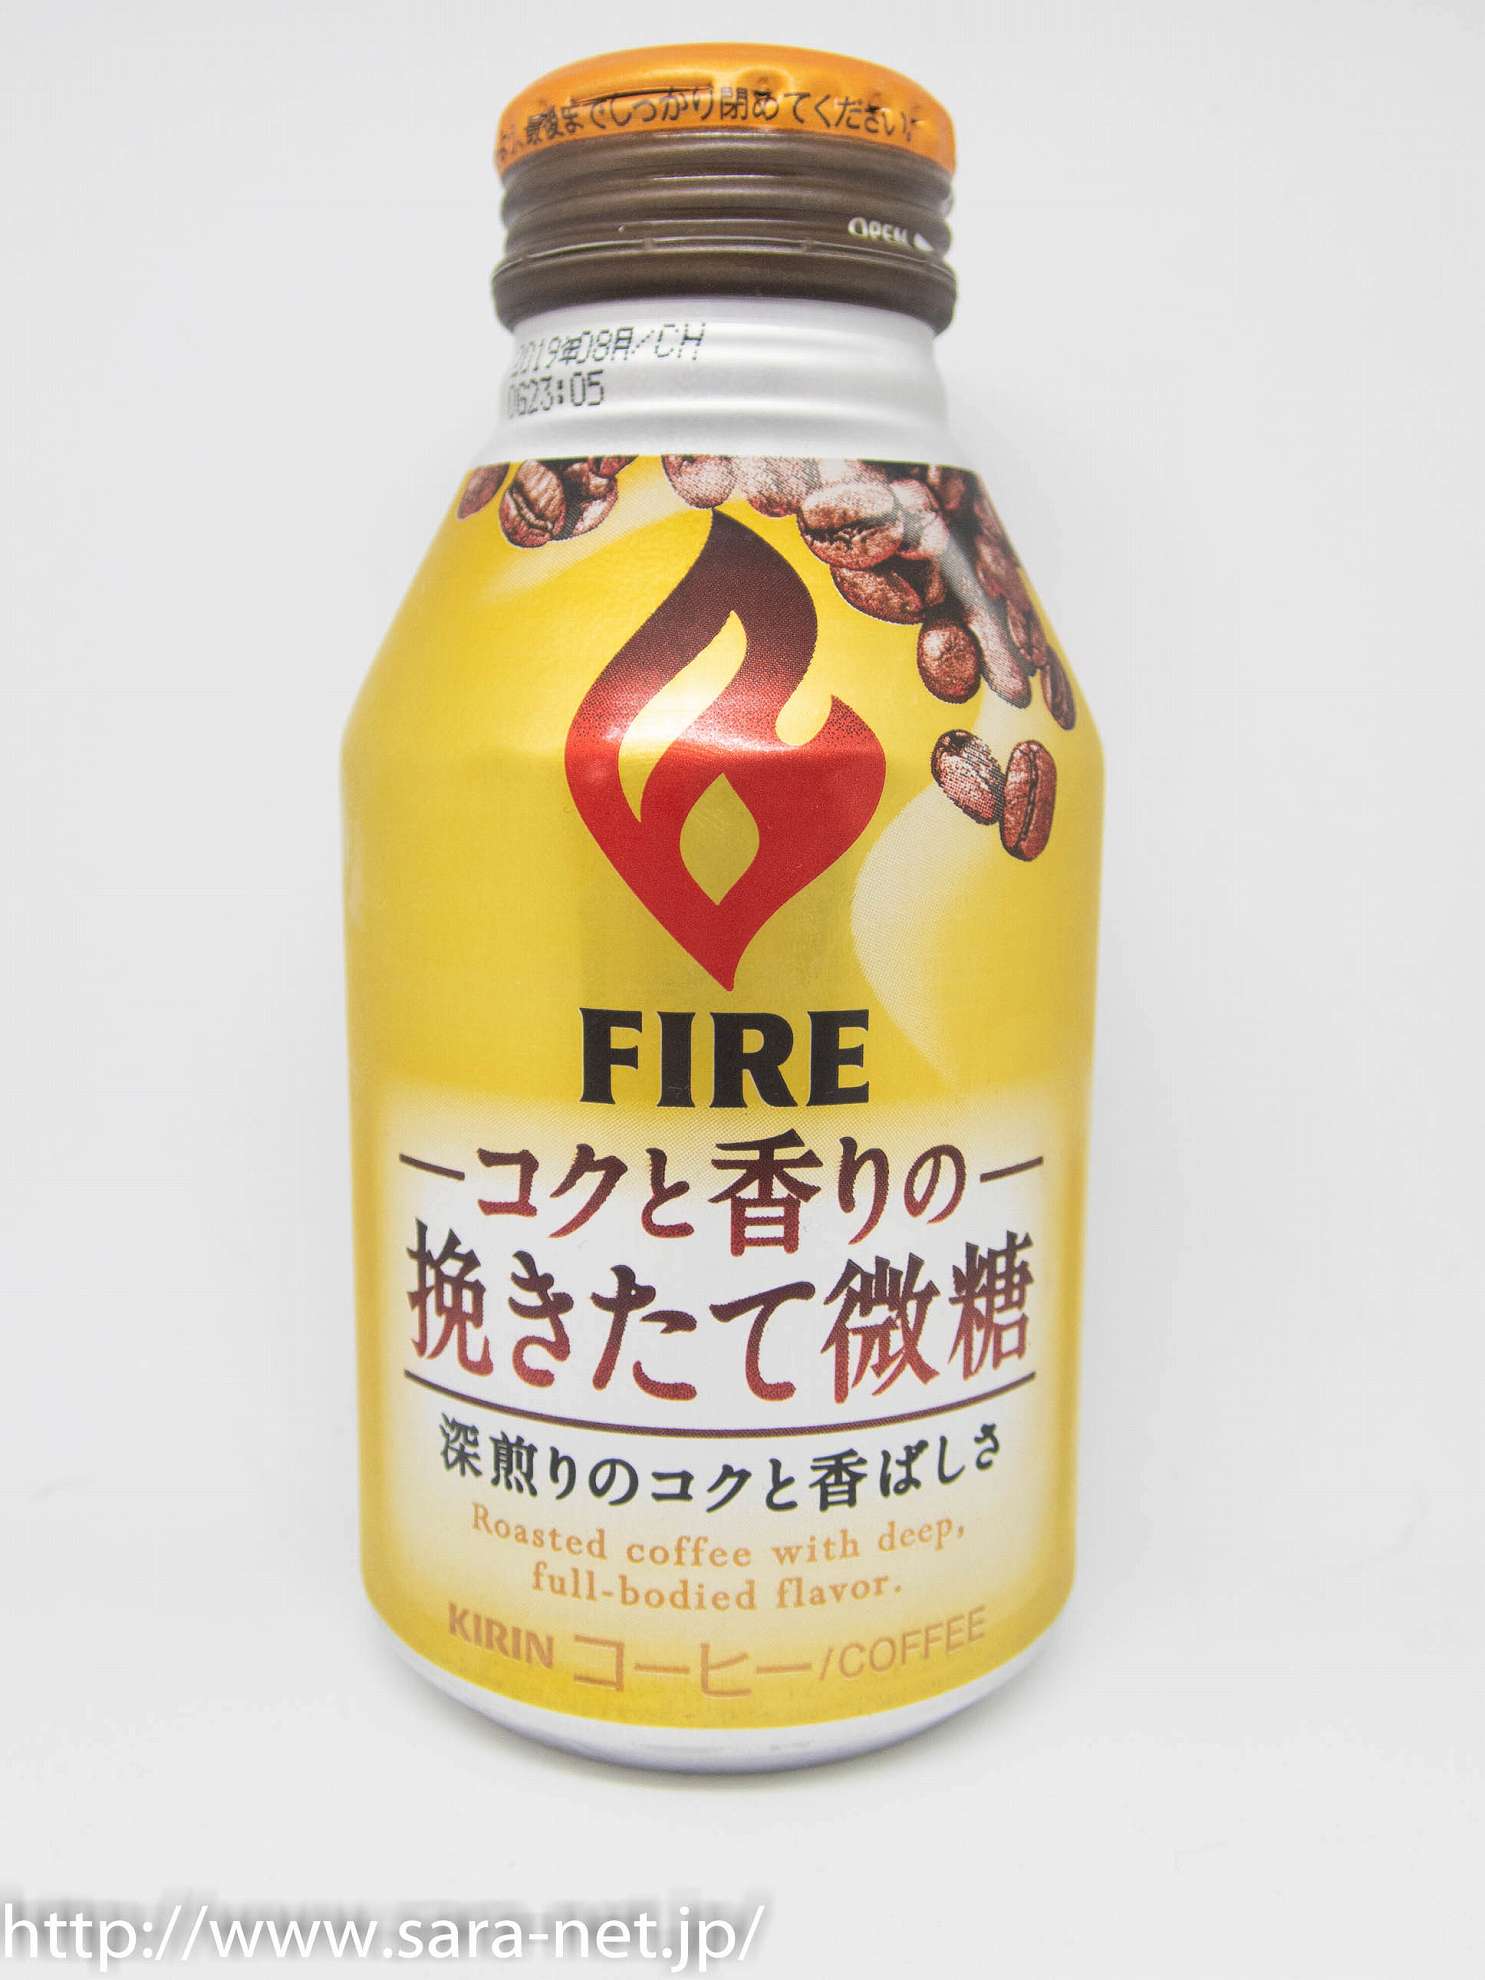 最後までしっかり閉めてください。
OPEN
2019年08月/CH
0G23:05
FIRE
コクと香りの
挽きたて微糖
深煎りのコクと香ばしさ
Roasted coffee with deep,
full-bodied flavor.
KIRIN コーヒー/COFFEE
http://www.sara-net.jp/